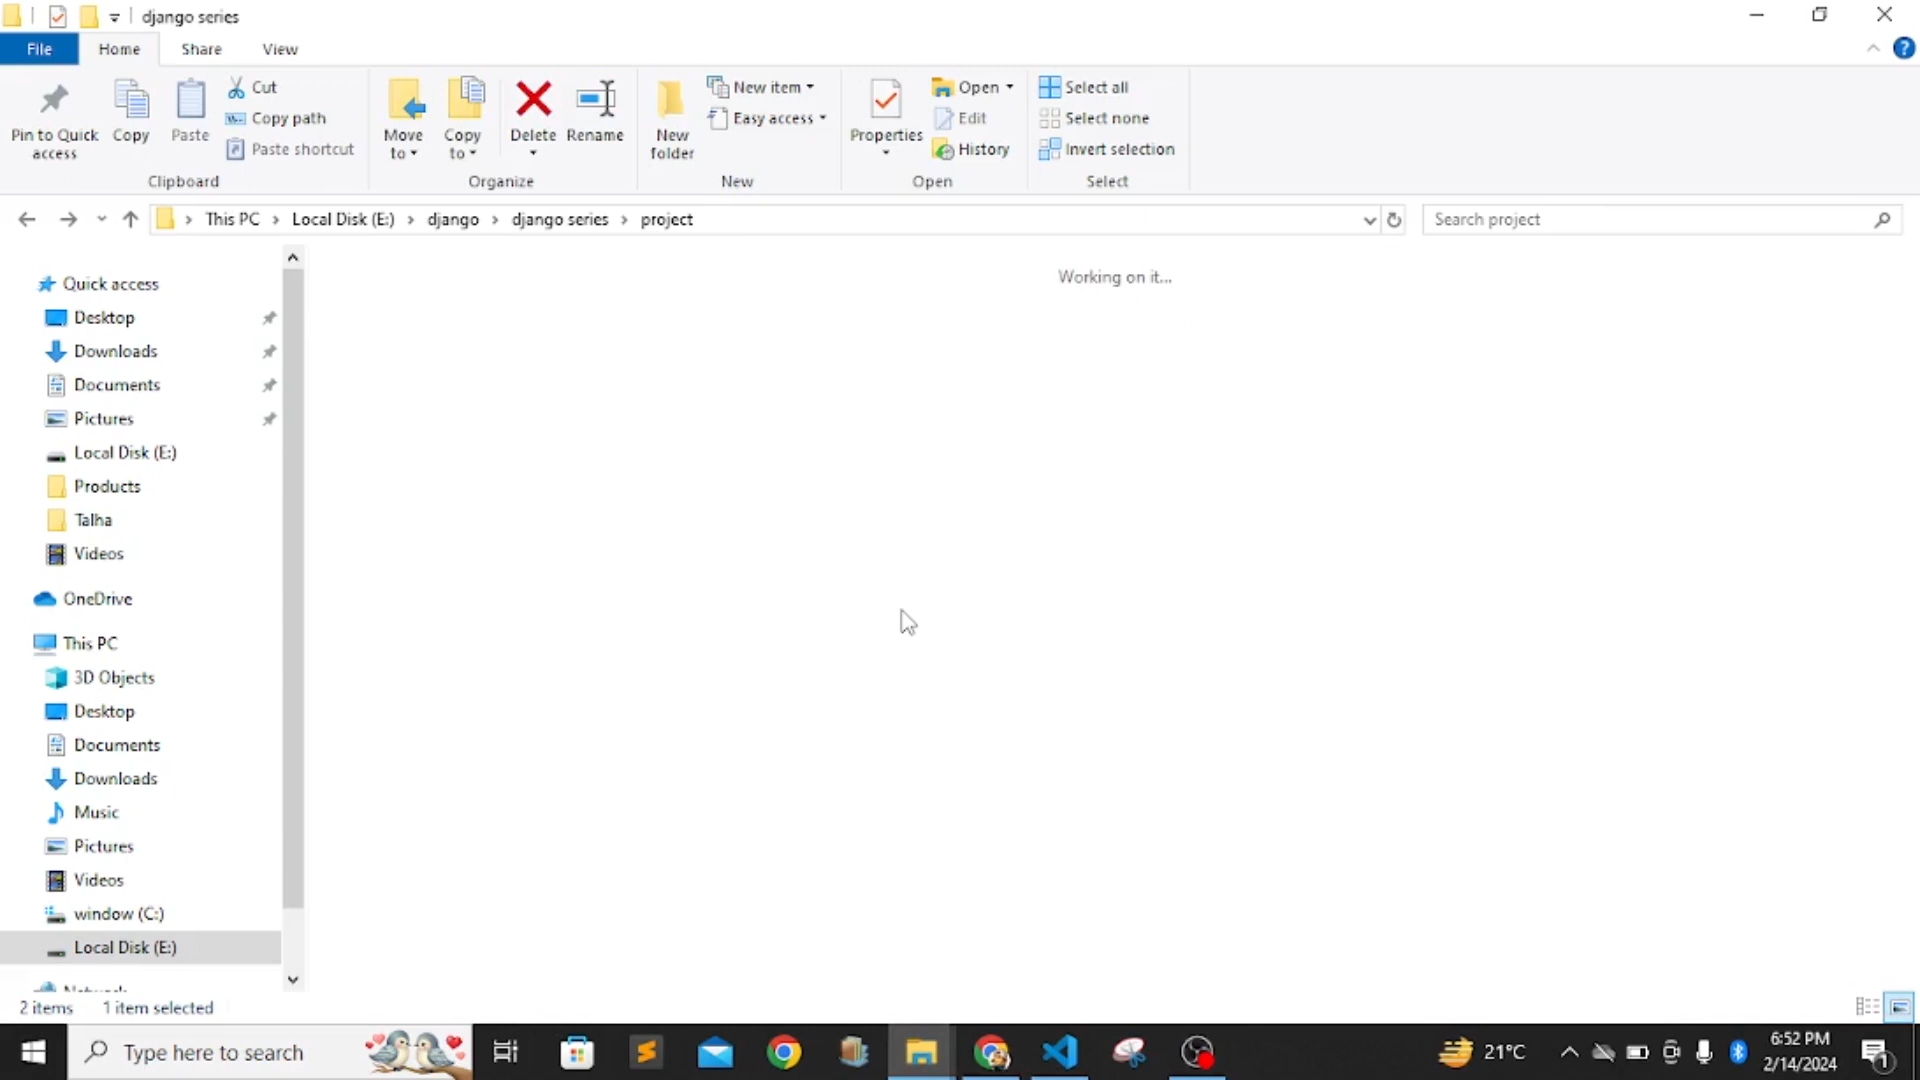 django series
File Home Share View
Pin to Quick access
Copy
Paste
Cut
Copy path
Paste shortcut
Clipboard
Move to
Copy to
Delete
Rename
Organize
New folder
New item
Easy access
New
Properties
Open
Edit
History
Open
Select all
Select none
Invert selection
Select
This PC > Local Disk (E:) > django > django series > project
Search project
Working on it...
Quick access
Desktop
Downloads
Documents
Pictures
Local Disk (E:)
Products
Talha
Videos
OneDrive
This PC
3D Objects
Desktop
Documents
Downloads
Music
Pictures
Videos
window (C:)
Local Disk (E:)
Network
2 items 1 item selected
Type here to search
21°C
6:52 PM
2/14/2024
1